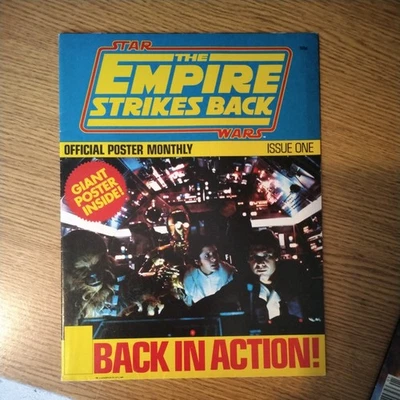 STAR
THE
EMPIRE
STRIKES BACK
WARS
OFFICIAL POSTER MONTHLY
ISSUE ONE
GIANT
POSTER
INSIDE!
BACK IN ACTION!